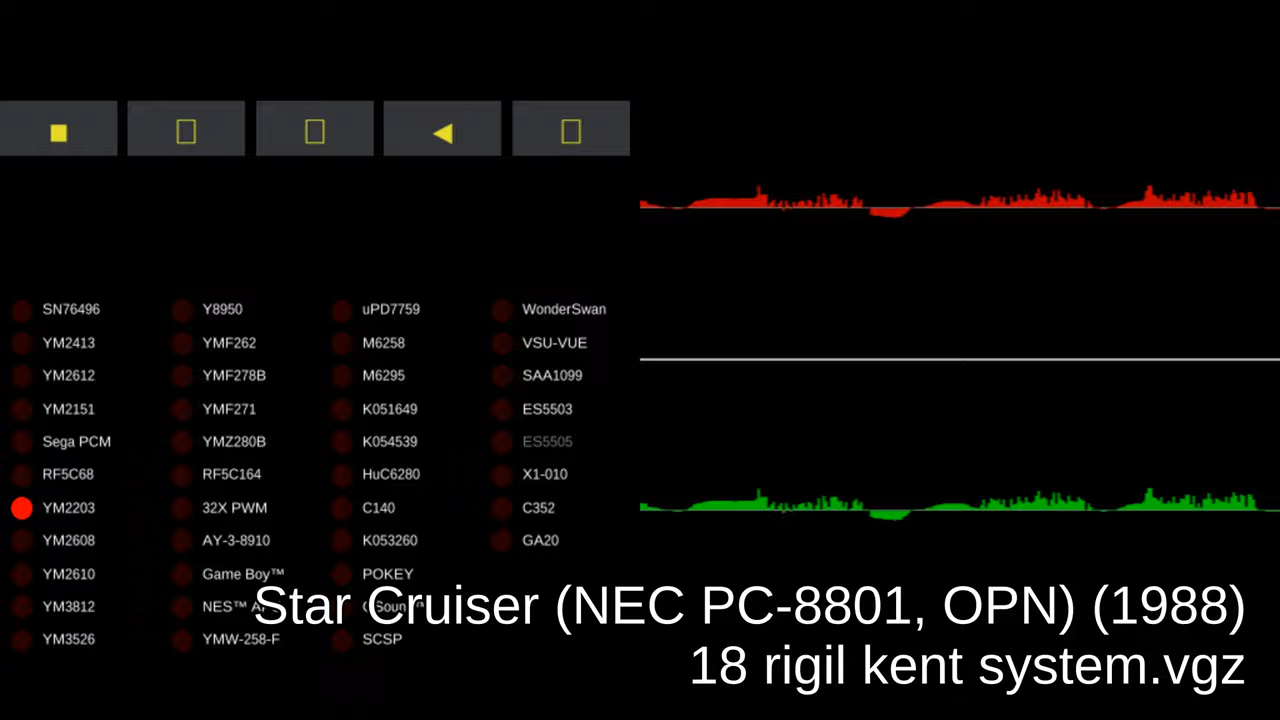 SN76496
YM2413
YM2612
YM2151
Sega PCM
RF5C68
YM2203
YM2608
YM2610
YM3812
YM3526
Y8950
YMF262
YMF278B
YMF271
YMZ280B
RF5C164
32X PWM
AY-3-8910
Game Boy™
NES™
YMW-258-F
uPD7759
M6258
M6295
K051649
K054539
HuC6280
C140
K053260
POKEY
SCSP
WonderSwan
VSU-VUE
SAA1099
ES5503
ES5505
X1-010
C352
GA20
Star Cruiser (NEC PC-8801, OPN) (1988)
18 rigil kent system.vgz